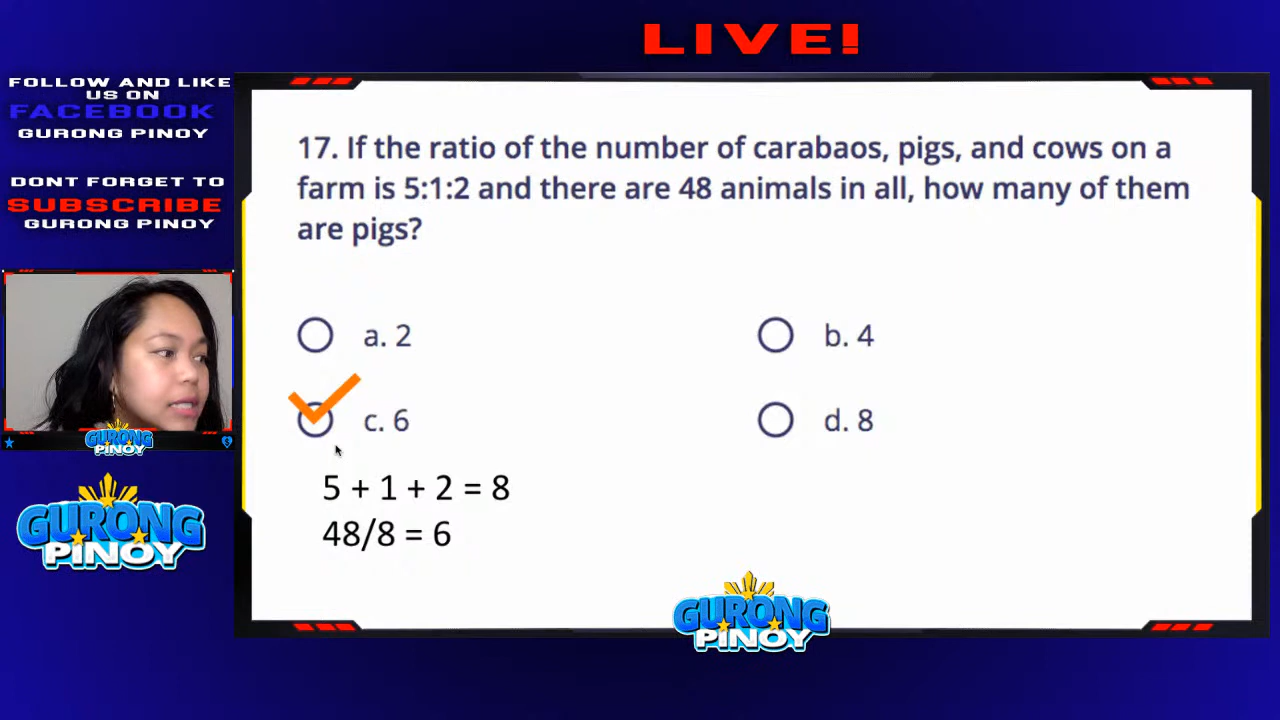 LIVE!
FOLLOW AND LIKE
US ON
FACEBOOK
GURONG PINOY
DONT FORGET TO
SUBSCRIBE
GURONG PINOY
17. If the ratio of the number of carabaos, pigs, and cows on a
farm is 5:1:2 and there are 48 animals in all, how many of them
are pigs?
a. 2
b. 4
c. 6
d. 8
5 + 1 + 2 = 8
48/8 = 6
GURONG
PINOY
GURONG
PINOY
GURONG
PINOY